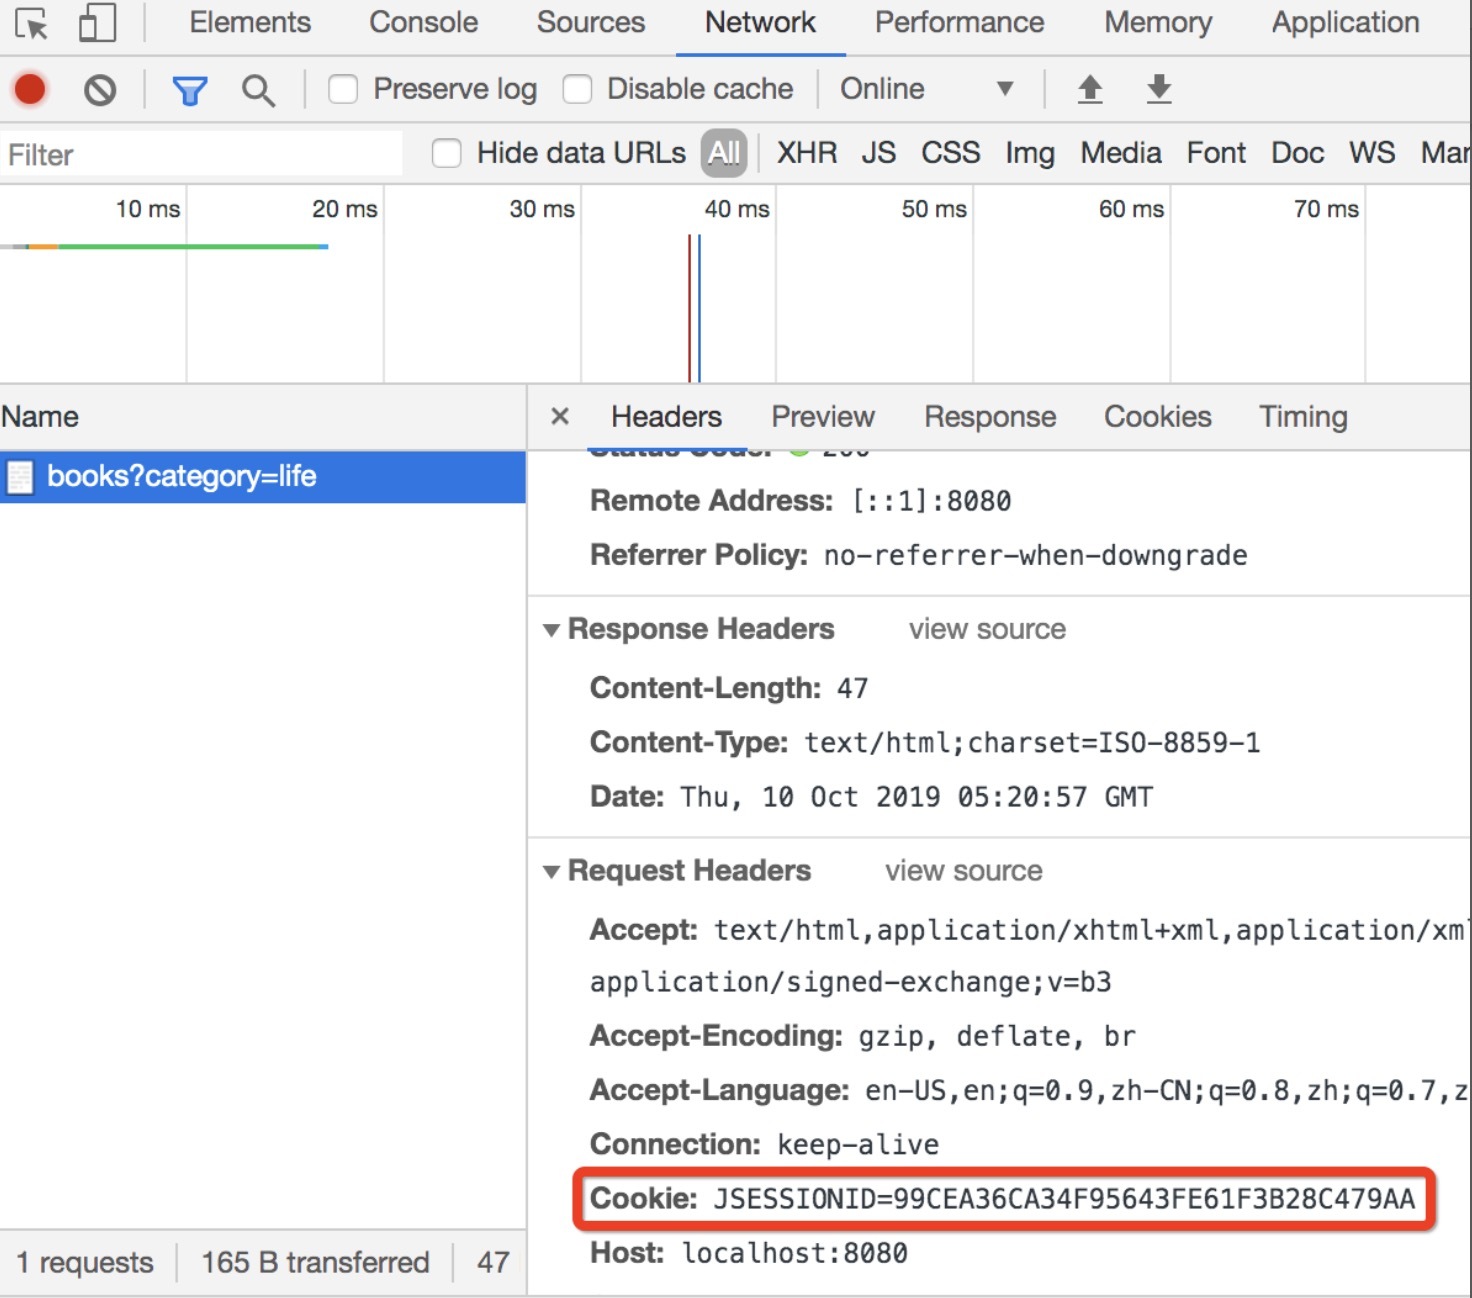 Elements Console Sources Network Performance Memory Application
Preserve log Disable cache Online
Filter Hide data URLs All XHR JS CSS Img Media Font Doc WS Man
10 ms 20 ms 30 ms 40 ms 50 ms 60 ms 70 ms
Name
× Headers Preview Response Cookies Timing
books?category=life
Status Code: 200
Remote Address: [::1]:8080
Referrer Policy: no-referrer-when-downgrade
Response Headers view source
Content-Length: 47
Content-Type: text/html;charset=ISO-8859-1
Date: Thu, 10 Oct 2019 05:20:57 GMT
Request Headers view source
Accept: text/html,application/xhtml+xml,application/xml
application/signed-exchange;v=b3
Accept-Encoding: gzip, deflate, br
Accept-Language: en-US,en;q=0.9,zh-CN;q=0.8,zh;q=0.7,z
Connection: keep-alive
Cookie: JSESSIONID=99CEA36CA34F95643FE61F3B28C479AA
Host: localhost:8080
1 requests 165 B transferred 47